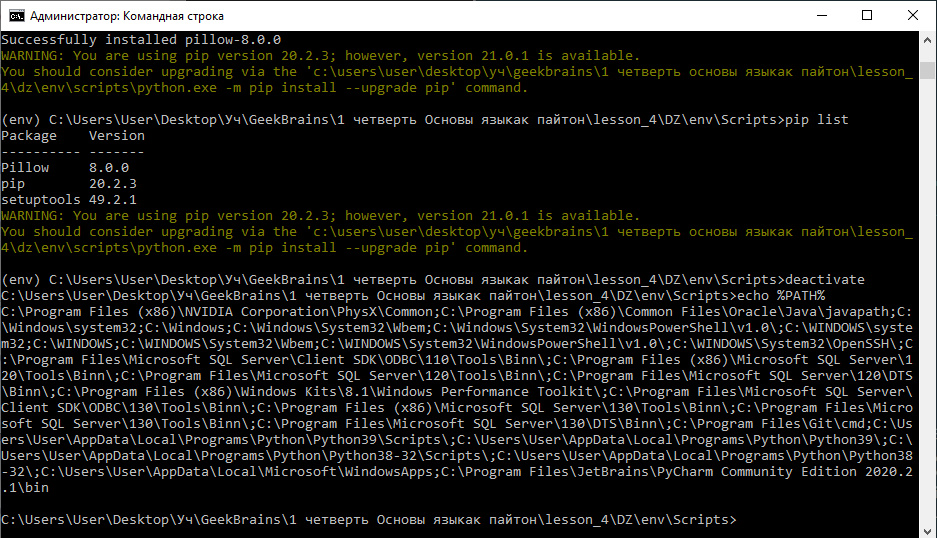 Администратор: Командная строка
Successfully installed pillow-8.0.0
WARNING: You are using pip version 20.2.3; however, version 21.0.1 is available.
You should consider upgrading via the 'c:\users\user\desktop\уч\geekbrains\1 четверть основы языкак пайтон\lesson_
4\dz\env\scripts\python.exe -m pip install --upgrade pip' command.
(env) C:\Users\User\Desktop\Уч\GeekBrains\1 четверть Основы языкак пайтон\lesson_4\DZ\env\Scripts>pip list
Package    Version
---------- -------
Pillow     8.0.0
pip        20.2.3
setuptools 49.2.1
WARNING: You are using pip version 20.2.3; however, version 21.0.1 is available.
You should consider upgrading via the 'c:\users\user\desktop\уч\geekbrains\1 четверть основы языкак пайтон\lesson_
4\dz\env\scripts\python.exe -m pip install --upgrade pip' command.
(env) C:\Users\User\Desktop\Уч\GeekBrains\1 четверть Основы языкак пайтон\lesson_4\DZ\env\Scripts>deactivate
C:\Users\User\Desktop\Уч\GeekBrains\1 четверть Основы языкак пайтон\lesson_4\DZ\env\Scripts>echo %PATH%
C:\Program Files (x86)\NVIDIA Corporation\PhysX\Common;C:\Program Files (x86)\Common Files\Oracle\Java\javapath;C:
\Windows\system32;C:\Windows;C:\Windows\System32\Wbem;C:\Windows\System32\WindowsPowerShell\v1.0\;C:\WINDOWS\syste
m32;C:\WINDOWS;C:\WINDOWS\System32\Wbem;C:\WINDOWS\System32\WindowsPowerShell\v1.0\;C:\WINDOWS\System32\OpenSSH\;C
:\Program Files\Microsoft SQL Server\Client SDK\ODBC\110\Tools\Binn\;C:\Program Files (x86)\Microsoft SQL Server\1
20\Tools\Binn\;C:\Program Files\Microsoft SQL Server\120\Tools\Binn\;C:\Program Files\Microsoft SQL Server\120\DTS
\Binn\;C:\Program Files (x86)\Windows Kits\8.1\Windows Performance Toolkit\;C:\Program Files\Microsoft SQL Server\
Client SDK\ODBC\130\Tools\Binn\;C:\Program Files (x86)\Microsoft SQL Server\130\Tools\Binn\;C:\Program Files\Micro
soft SQL Server\130\Tools\Binn\;C:\Program Files\Microsoft SQL Server\130\DTS\Binn\;C:\Program Files\Git\cmd;C:\Us
ers\User\AppData\Local\Programs\Python\Python39\Scripts\;C:\Users\User\AppData\Local\Programs\Python\Python39\;C:\
Users\User\AppData\Local\Programs\Python\Python38-32\Scripts\;C:\Users\User\AppData\Local\Programs\Python\Python38
-32\;C:\Users\User\AppData\Local\Microsoft\WindowsApps;C:\Program Files\JetBrains\PyCharm Community Edition 2020.2
.1\bin
C:\Users\User\Desktop\Уч\GeekBrains\1 четверть Основы языкак пайтон\lesson_4\DZ\env\Scripts>